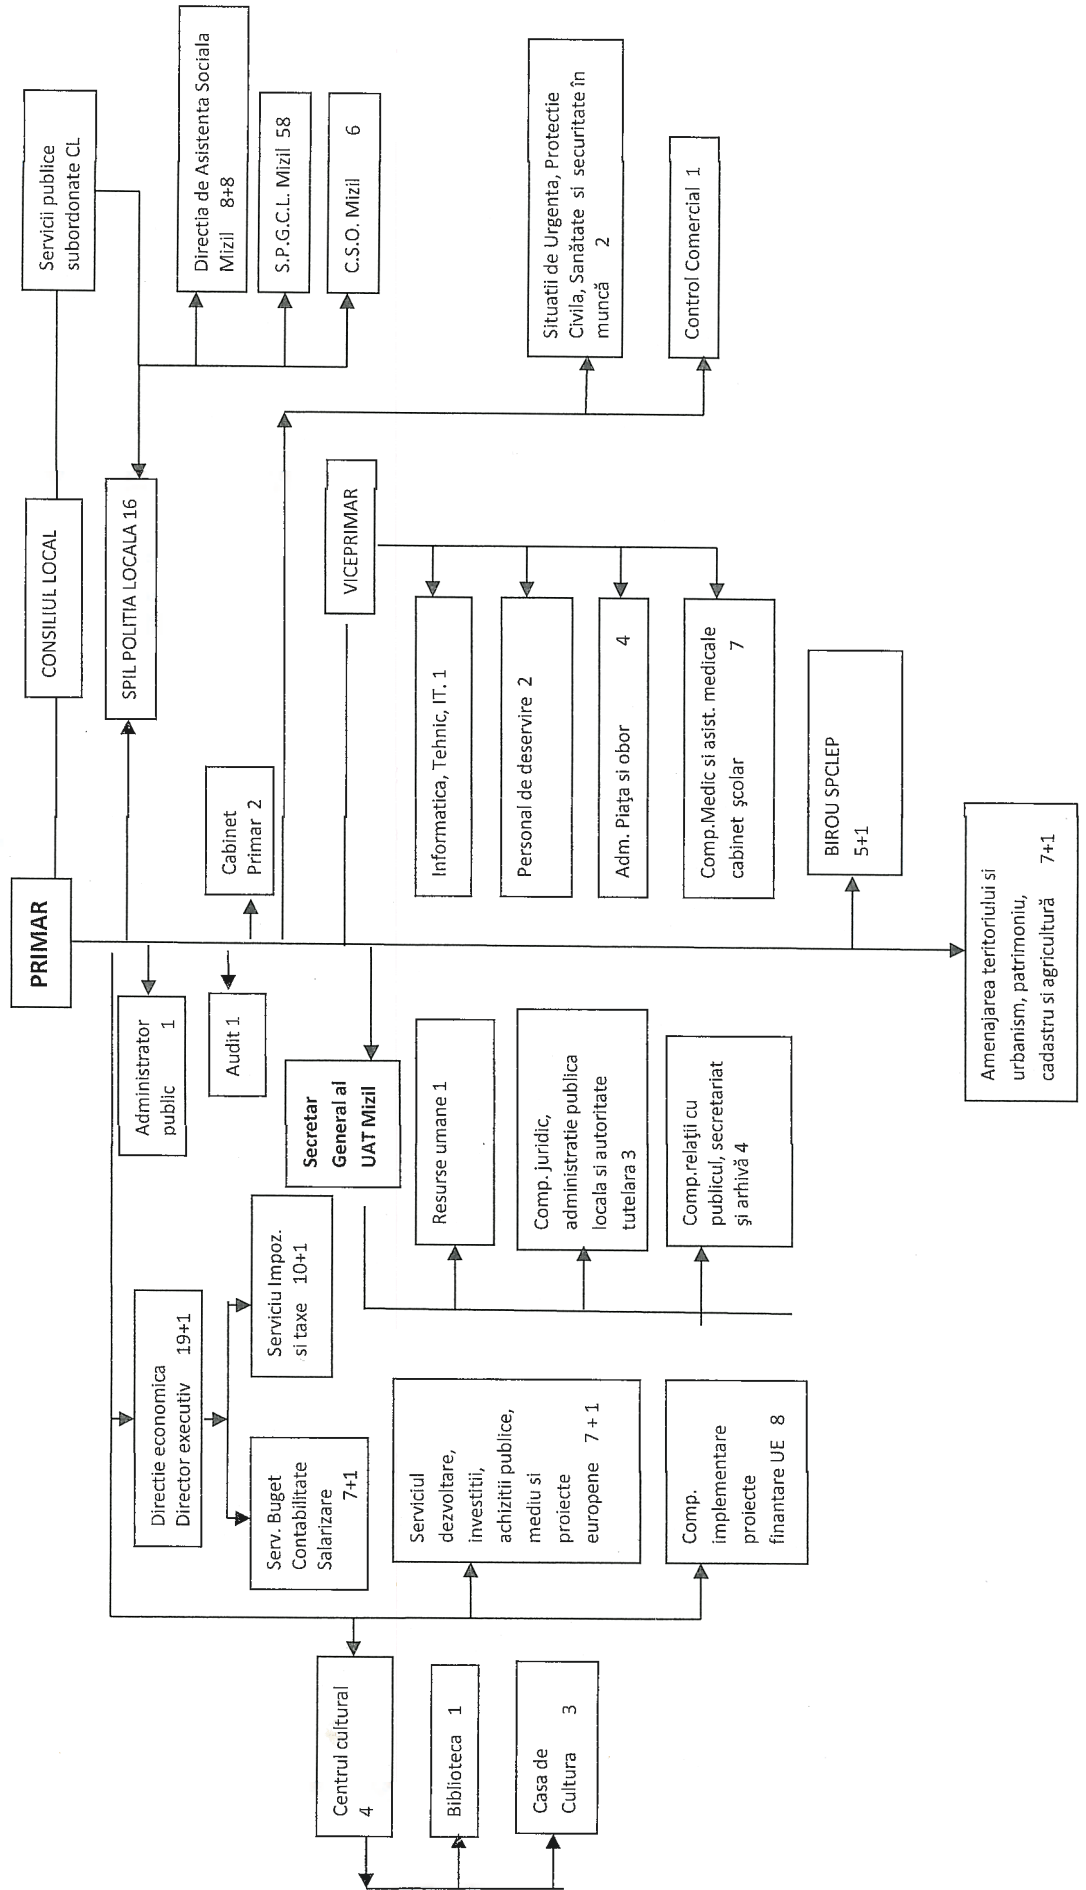 PRIMAR
CONSILIUL LOCAL
Servicii publice
subordonate CL
SPIL POLITIA LOCALA 16
Directia de Asistenta Sociala
Mizil 8+8
S.P.G.C.L. Mizil 58
C.S.O. Mizil 6
Administrator
public 1
Cabinet
Primar 2
Audit 1
Directie economica
Director executiv 19+1
Serv. Buget
Contabilitate
Salarizare
7+1
Serviciu Impoz.
si taxe 10+1
Secretar
General al
UAT Mizil
VICEPRIMAR
Situatii de Urgenta, Protectie
Civila, Sanătate si securitate în
muncă 2
Control Comercial 1
Centrul cultural
4
Biblioteca 1
Casa de
Cultura 3
Serviciul
dezvoltare,
investitii,
achizitii publice,
mediu si
proiecte
europene 7 + 1
Comp.
implementare
proiecte
finantare UE 8
Resurse umane 1
Comp. juridic,
administratie publica
locala si autoritate
tutelara 3
Comp.relaţii cu
publicul, secretariat
şi arhivă 4
Informatica, Tehnic, IT. 1
Personal de deservire 2
Adm. Piaţa si obor 4
Comp.Medic si asist. medicale
cabinet şcolar 7
BIROU SPCLEP
5+1
Amenajarea teritoriului si
urbanism, patrimoniu,
cadastru si agricultură 7+1